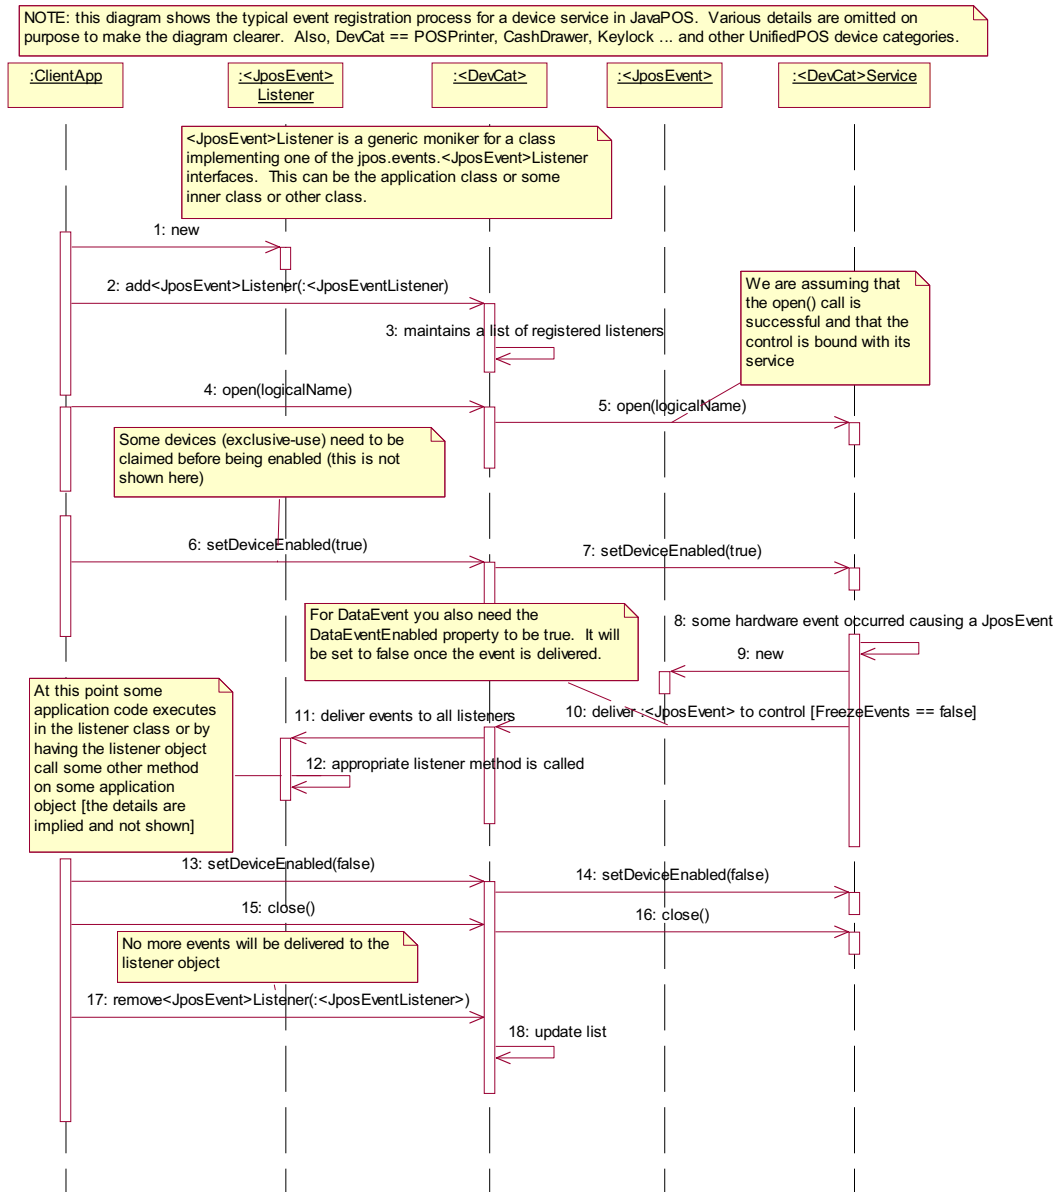 NOTE: this diagram shows the typical event registration process for a device service in JavaPOS.  Various details are omitted on
purpose to make the diagram clearer.  Also, DevCat == POSPrinter, CashDrawer, Keylock ... and other UnifiedPOS device categories.
:ClientApp
:<JposEvent>
Listener
:<DevCat>
:<JposEvent>
:<DevCat>Service
<JposEvent>Listener is a generic moniker for a class
implementing one of the jpos.events.<JposEvent>Listener
interfaces.  This can be the application class or some
inner class or other class.
1: new
2: add<JposEvent>Listener(:<JposEventListener)
We are assuming that
the open() call is
successful and that the
control is bound with its
service
3: maintains a list of registered listeners
4: open(logicalName)
5: open(logicalName)
Some devices (exclusive-use) need to be
claimed before being enabled (this is not
shown here)
6: setDeviceEnabled(true)
7: setDeviceEnabled(true)
For DataEvent you also need the
DataEventEnabled property to be true.  It will
be set to false once the event is delivered.
8: some hardware event occurred causing a JposEvent
9: new
At this point some
application code executes
in the listener class or by
having the listener object
call some other method
on some application
object [the details are
implied and not shown]
10: deliver :<JposEvent> to control [FreezeEvents == false]
11: deliver events to all listeners
12: appropriate listener method is called
13: setDeviceEnabled(false)
14: setDeviceEnabled(false)
15: close()
16: close()
No more events will be delivered to the
listener object
17: remove<JposEvent>Listener(:<JposEventListener>)
18: update list